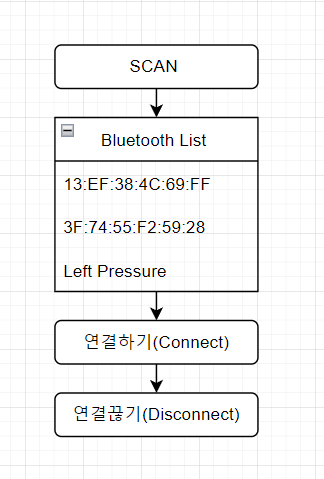 SCAN
Bluetooth List
13:EF:38:4C:69:FF
3F:74:55:F2:59:28
Left Pressure
연결하기(Connect)
연결끊기(Disconnect)